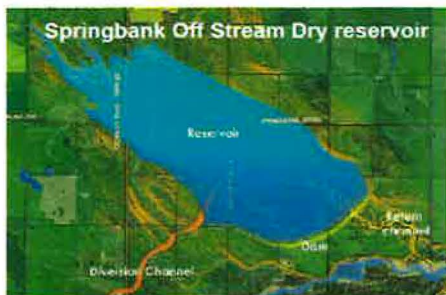 Springbank Off Stream Dry reservoir
Reservoir
Return
channel
Dam
Diversion Channel